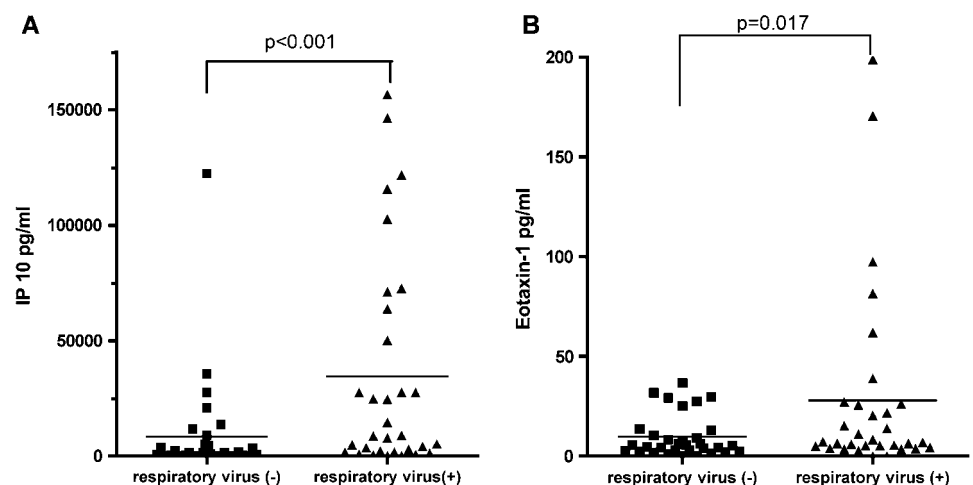 A
p<0.001
IP 10 pg/ml
150000
100000
50000
0
respiratory virus (-)
respiratory virus(+)
B
p=0.017
Eotaxin-1 pg/ml
200
150
100
50
0
respiratory virus (-)
respiratory virus (+)